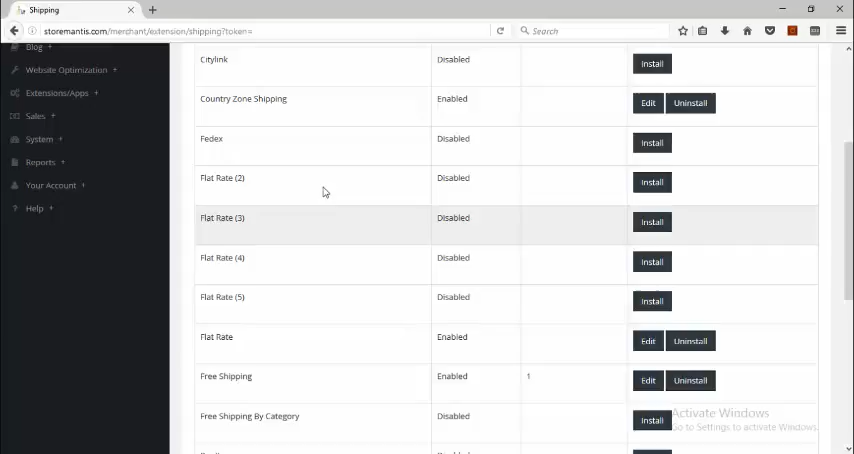 Shipping
storemantis.com/merchant/extension/shipping?token=
Search
Blog +
Website Optimization +
Extensions/Apps +
Sales +
System +
Reports +
Your Account +
Help +
Citylink Disabled Install
Country Zone Shipping Enabled Edit Uninstall
Fedex Disabled Install
Flat Rate (2) Disabled Install
Flat Rate (3) Disabled Install
Flat Rate (4) Disabled Install
Flat Rate (5) Disabled Install
Flat Rate Enabled Edit Uninstall
Free Shipping Enabled 1 Edit Uninstall
Free Shipping By Category Disabled Install
Activate Windows
Go to Settings to activate Windows.